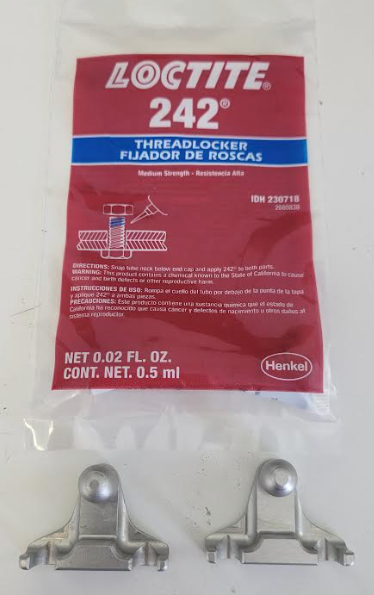 LOCTITE®
242®
THREADLOCKER
FIJADOR DE ROSCAS
Medium Strength - Resistencia Alta
IDH 230718
DIRECTIONS: Snap tube neck below end cap and apply 242® to both parts.
WARNING: This product contains a chemical known to the State of California to cause
cancer and birth defects or other reproductive harm.
INSTRUCCIONES DE USO: Rompa el cuello del tubo por debajo de la punta de la tapa
y aplique 242® a ambas piezas.
PRECAUCIONES: Este producto contiene una sustancia química que el estado de
California ha reconocido que causa cáncer y defectos de nacimiento u otros daños al
sistema reproductor.
NET 0.02 FL. OZ.
CONT. NET. 0.5 ml
Henkel